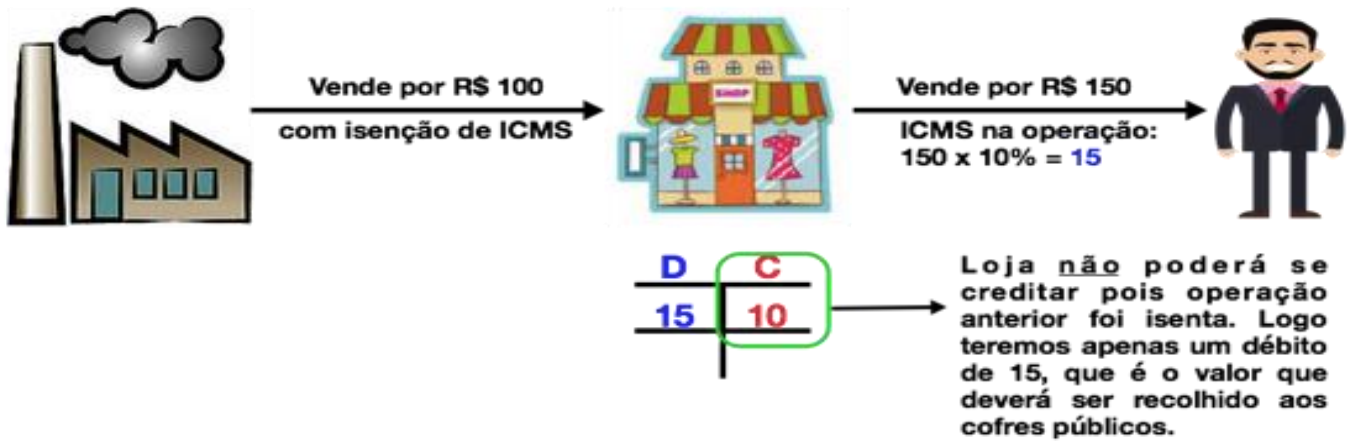 Vende por R$ 100
com isenção de ICMS
SHOP
Vende por R$ 150
ICMS na operação:
150 x 10% = 15
D C
15 10
Loja não poderá se
creditar pois operação
anterior foi isenta. Logo
teremos apenas um débito
de 15, que é o valor que
deverá ser recolhido aos
cofres públicos.